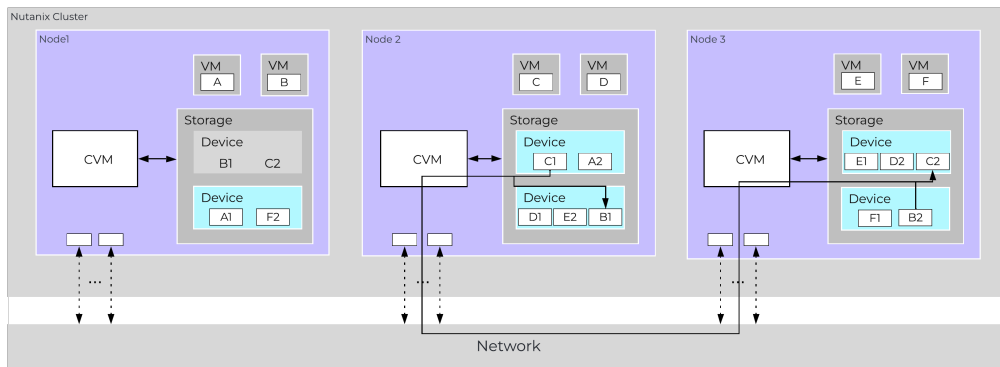 Nutanix Cluster
Node1
VM
A
VM
B
Storage
Device
B1 C2
CVM
Device
A1 F2
...
Node 2
VM
C
VM
D
Storage
Device
C1 A2
CVM
Device
D1 E2 B1
...
Node 3
VM
E
VM
F
Storage
Device
E1 D2 C2
CVM
Device
F1 B2
...
Network